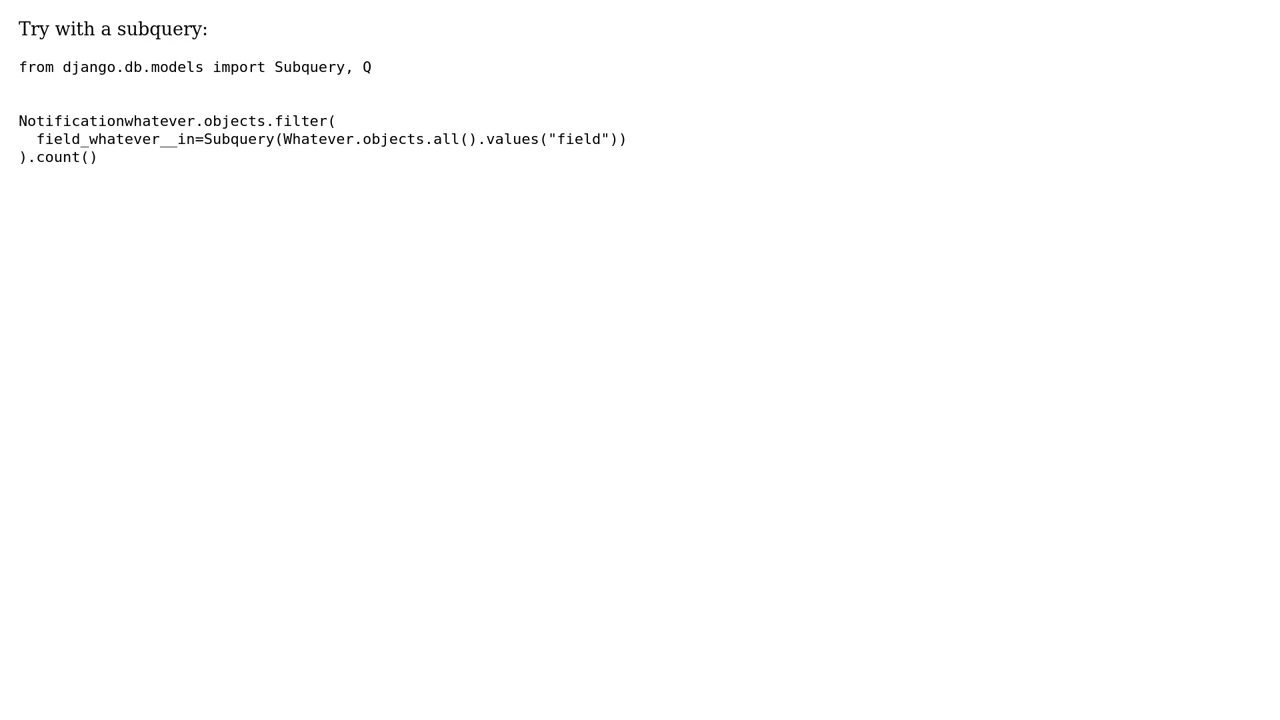 Try with a subquery:
from django.db.models import Subquery, Q
Notificationwhatever.objects.filter(
  field_whatever__in=Subquery(Whatever.objects.all().values("field"))
).count()